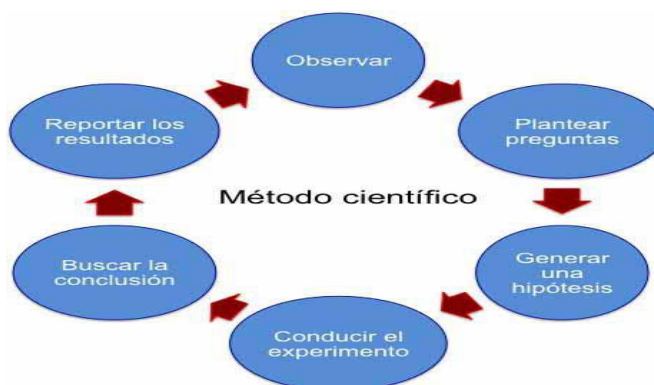 Observar
Plantear
preguntas
Generar
una
hipótesis
Conducir el
experimento
Buscar la
conclusión
Reportar los
resultados
Método científico